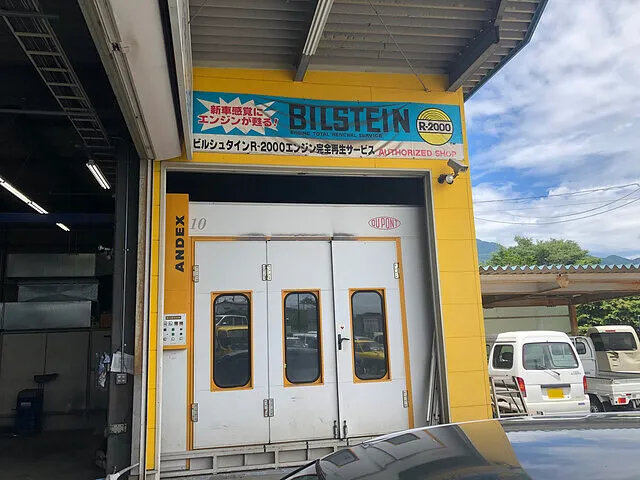 新車感覚に
エンジンが甦る!
BILSTEIN
ENGINE TOTAL RENEWAL SERVICE
R-2000
ビルシュタインR-2000エンジン完全再生サービス AUTHORIZED SHOP
ANDEX
10
DU PONT